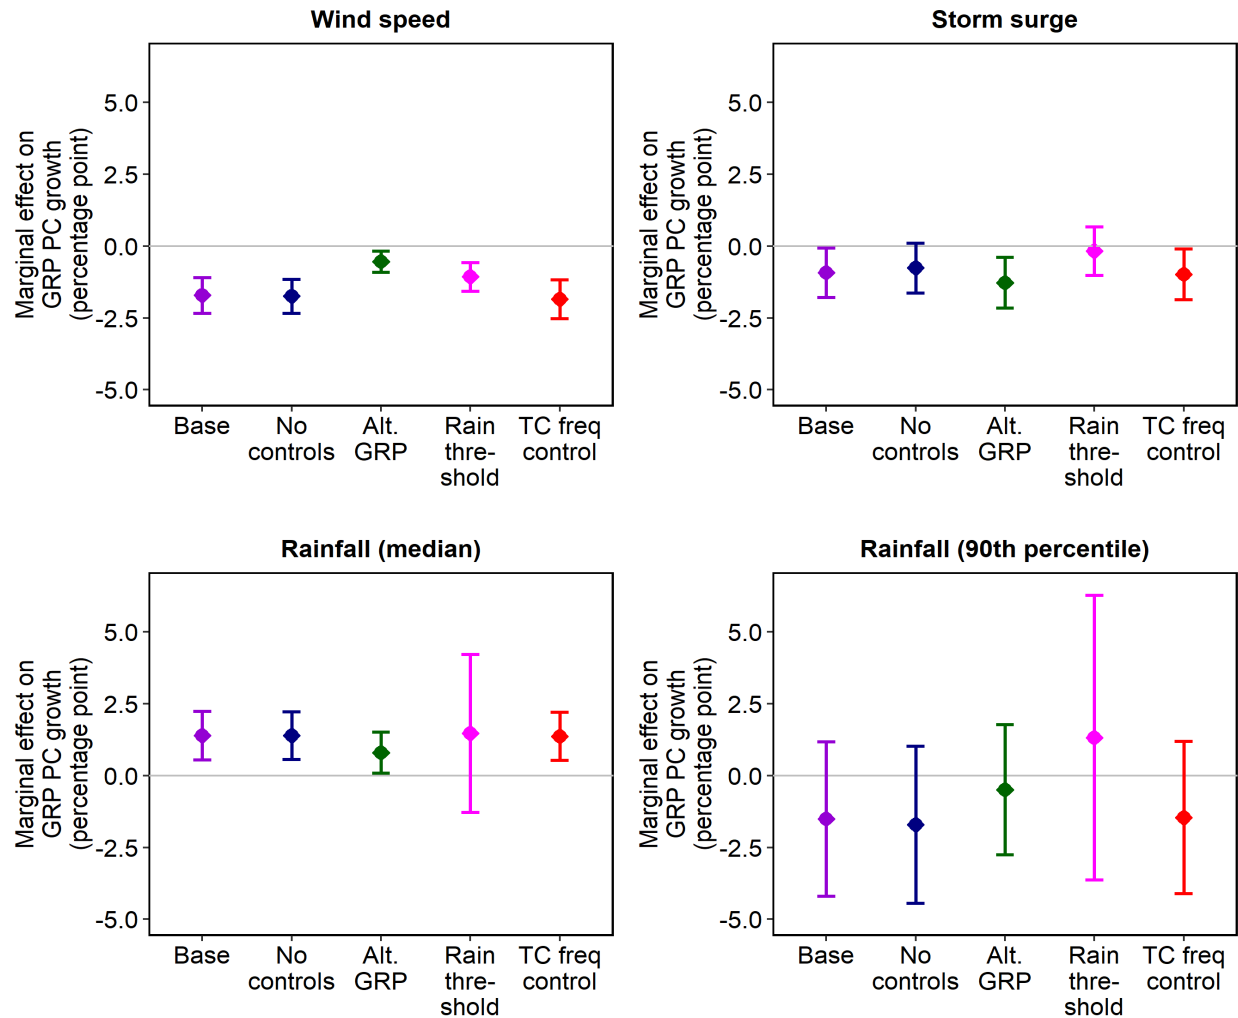 Wind speed
Marginal effect on
GRP PC growth
(percentage point)
5.0
2.5
0.0
-2.5
-5.0
Base
No
controls
Alt.
GRP
Rain
thre-
shold
TC freq
control
Storm surge
Marginal effect on
GRP PC growth
(percentage point)
5.0
2.5
0.0
-2.5
-5.0
Base
No
controls
Alt.
GRP
Rain
thre-
shold
TC freq
control
Rainfall (median)
Marginal effect on
GRP PC growth
(percentage point)
5.0
2.5
0.0
-2.5
-5.0
Base
No
controls
Alt.
GRP
Rain
thre-
shold
TC freq
control
Rainfall (90th percentile)
Marginal effect on
GRP PC growth
(percentage point)
5.0
2.5
0.0
-2.5
-5.0
Base
No
controls
Alt.
GRP
Rain
thre-
shold
TC freq
control